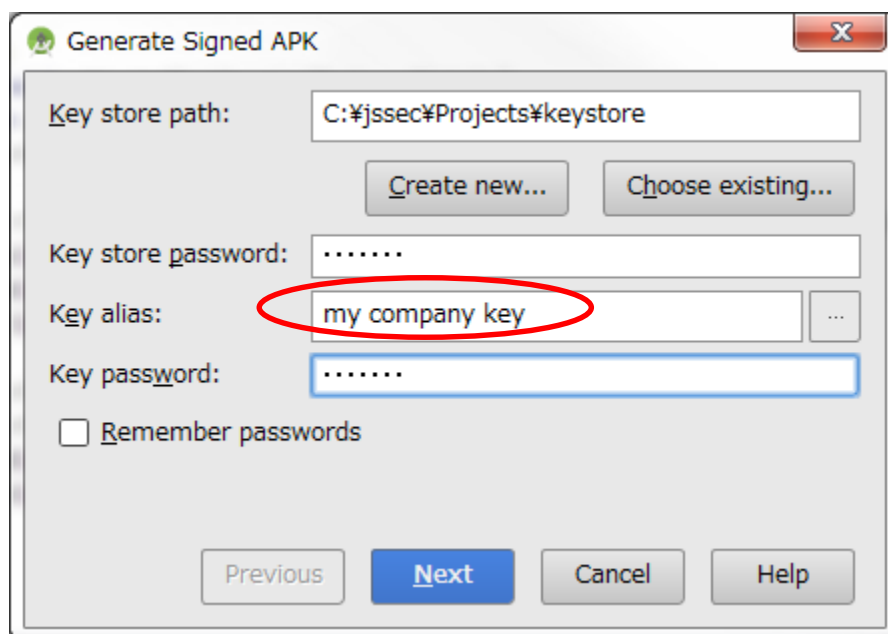 Generate Signed APK
Key store path: C:¥jssec¥Projects¥keystore
Create new... Choose existing...
Key store password: •••••••
Key alias: my company key ...
Key password: •••••••
Remember passwords
Previous Next Cancel Help